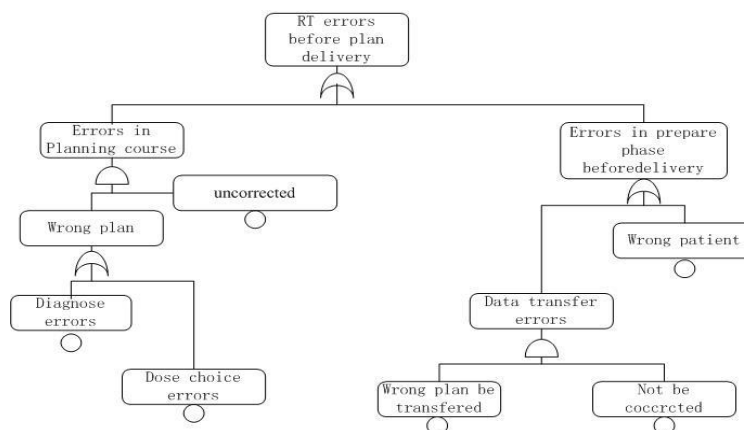 RT errors
before plan
delivery
Errors in
Planning course
Errors in prepare
phase
beforedelivery
uncorrected
Wrong plan
Wrong patient
Diagnose
errors
Data transfer
errors
Dose choice
errors
Wrong plan be
transfered
Not be
coccrcted